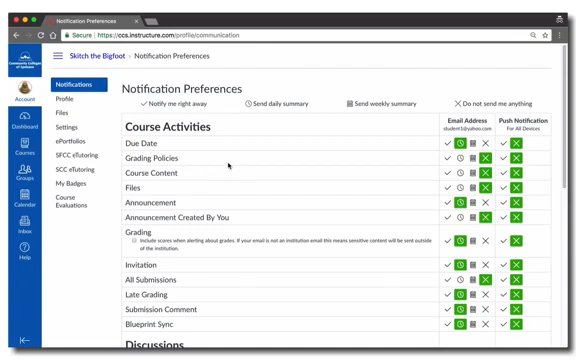 Notification Preferences
Secure
https://ccs.instructure.com/profile/communication
Community Colleges
of Spokane
Skitch the Bigfoot
Notification Preferences
Account
Dashboard
Courses
Groups
Calendar
Inbox
Help
Notifications
Profile
Files
Settings
ePortfolios
SFCC eTutoring
SCC eTutoring
My Badges
Course
Evaluations
Notification Preferences
Notify me right away
Send daily summary
Send weekly summary
Do not send me anything
Course Activities
Email Address
student1@yahoo.com
Push Notification
For All Devices
Due Date
Grading Policies
Course Content
Files
Announcement
Announcement Created By You
Grading
Include scores when alerting about grades. If your email is not an institution email this means sensitive content will be sent outside
of the institution.
Invitation
All Submissions
Late Grading
Submission Comment
Blueprint Sync
Discussions